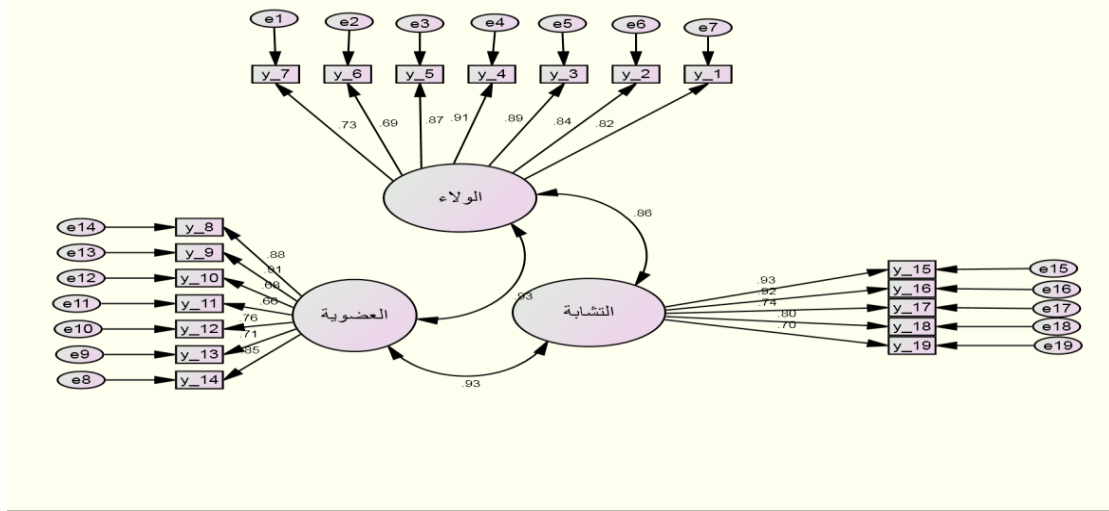 e1 e2 e3 e4 e5 e6 e7
y_7 y_6 y_5 y_4 y_3 y_2 y_1
.73 .69 .87 .91 .89 .84 .82
الولاء
.86
e14 y_8 .88
e13 y_9 .91
e12 y_10 .68
e11 y_11 .66
e10 y_12 .76
e9 y_13 .71
e8 y_14 .85
العضوية
.93
التشابة
.93
.93 y_15 e15
.92 y_16 e16
.74 y_17 e17
.80 y_18 e18
.70 y_19 e19